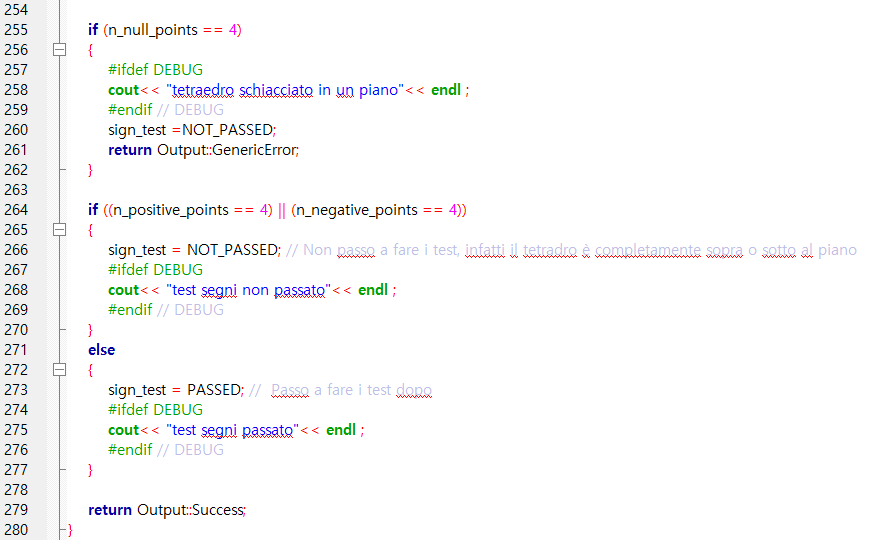 254
255 if (n_null_points == 4)
256 {
257 #ifdef DEBUG
258 cout<< "tetraedro schiacciato in un piano"<< endl ;
259 #endif // DEBUG
260 sign_test =NOT_PASSED;
261 return Output::GenericError;
262 }
263
264 if ((n_positive_points == 4) || (n_negative_points == 4))
265 {
266 sign_test = NOT_PASSED; // Non passo a fare i test, infatti il tetradro è completamente sopra o sotto al piano
267 #ifdef DEBUG
268 cout<< "test segni non passato"<< endl ;
269 #endif // DEBUG
270 }
271 else
272 {
273 sign_test = PASSED; //  Passo a fare i test dopo
274 #ifdef DEBUG
275 cout<< "test segni passato"<< endl ;
276 #endif // DEBUG
277 }
278
279 return Output::Success;
280 }